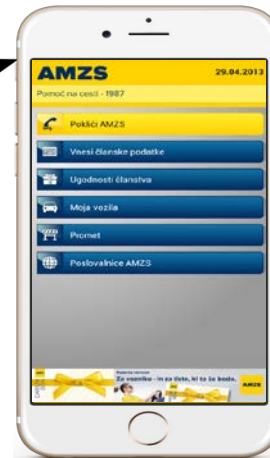 AMZS
29.04.2013
Pomoč na cesti - 1987
Pokliči AMZS
Vnesi članske podatke
Ugodnosti članstva
Moja vozila
Promet
Poslovalnice AMZS
Za voznike - in za tiste, ki to še bodo.
AMZS